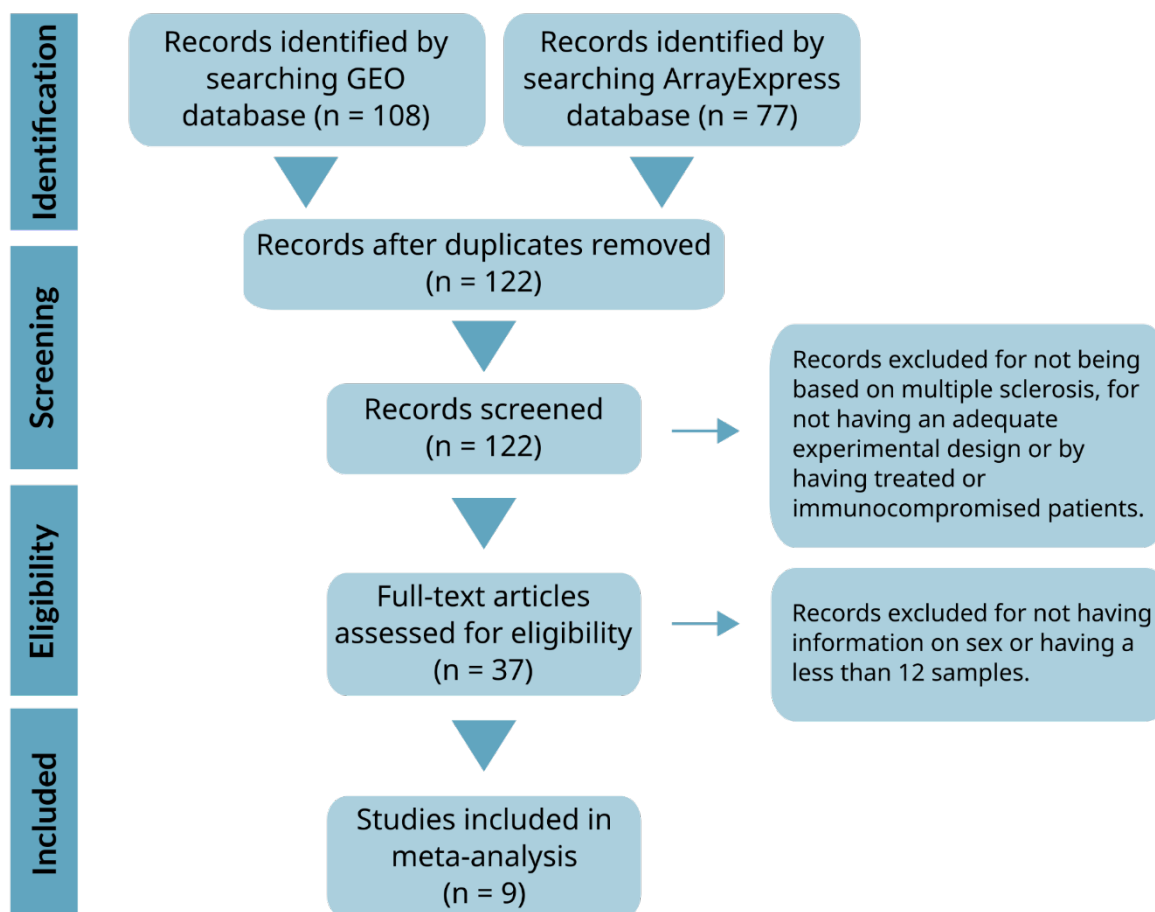 Identification
Records identified by
searching GEO
database (n = 108)
Records identified by
searching ArrayExpress
database (n = 77)
Screening
Records after duplicates removed
(n = 122)
Records screened
(n = 122)
Records excluded for not being
based on multiple sclerosis, for
not having an adequate
experimental design or by
having treated or
immunocompromised patients.
Eligibility
Full-text articles
assessed for eligibility
(n = 37)
Records excluded for not having
information on sex or having a
less than 12 samples.
Included
Studies included in
meta-analysis
(n = 9)